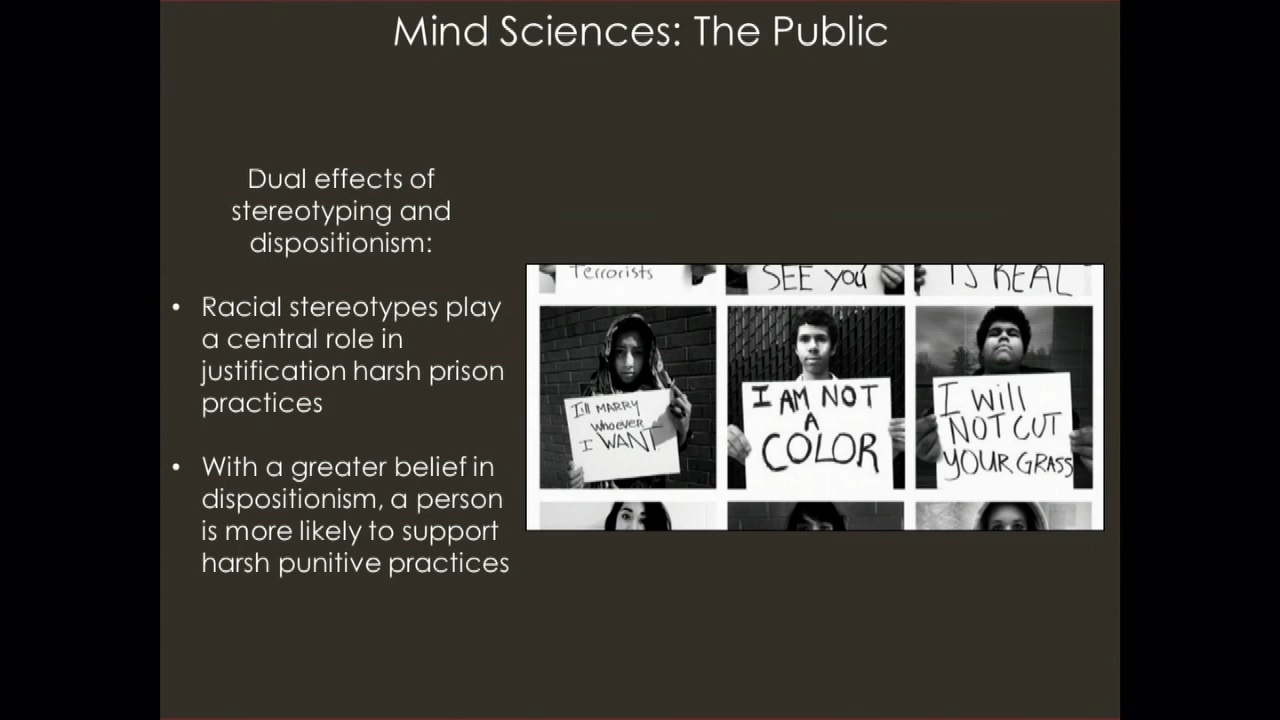 Mind Sciences: The Public
Dual effects of
stereotyping and
dispositionism:
• Racial stereotypes play
a central role in
justification harsh prison
practices
• With a greater belief in
dispositionism, a person
is more likely to support
harsh punitive practices
Terrorists
SEE YOU
IS REAL
I'll MARRY
Whoever
I WANT.
I AM NOT
A
COLOR
I Will
NOT CUT
YOUR GRASS